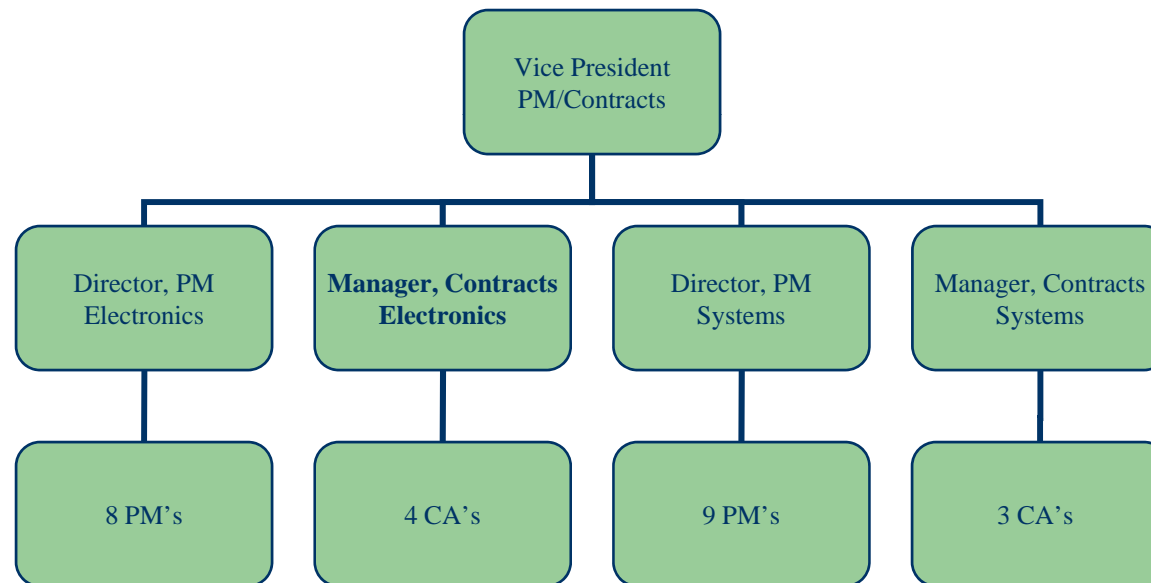 Vice President
PM/Contracts
Director, PM
Electronics
Manager, Contracts
Electronics
Director, PM
Systems
Manager, Contracts
Systems
8 PM’s
4 CA’s
9 PM’s
3 CA’s